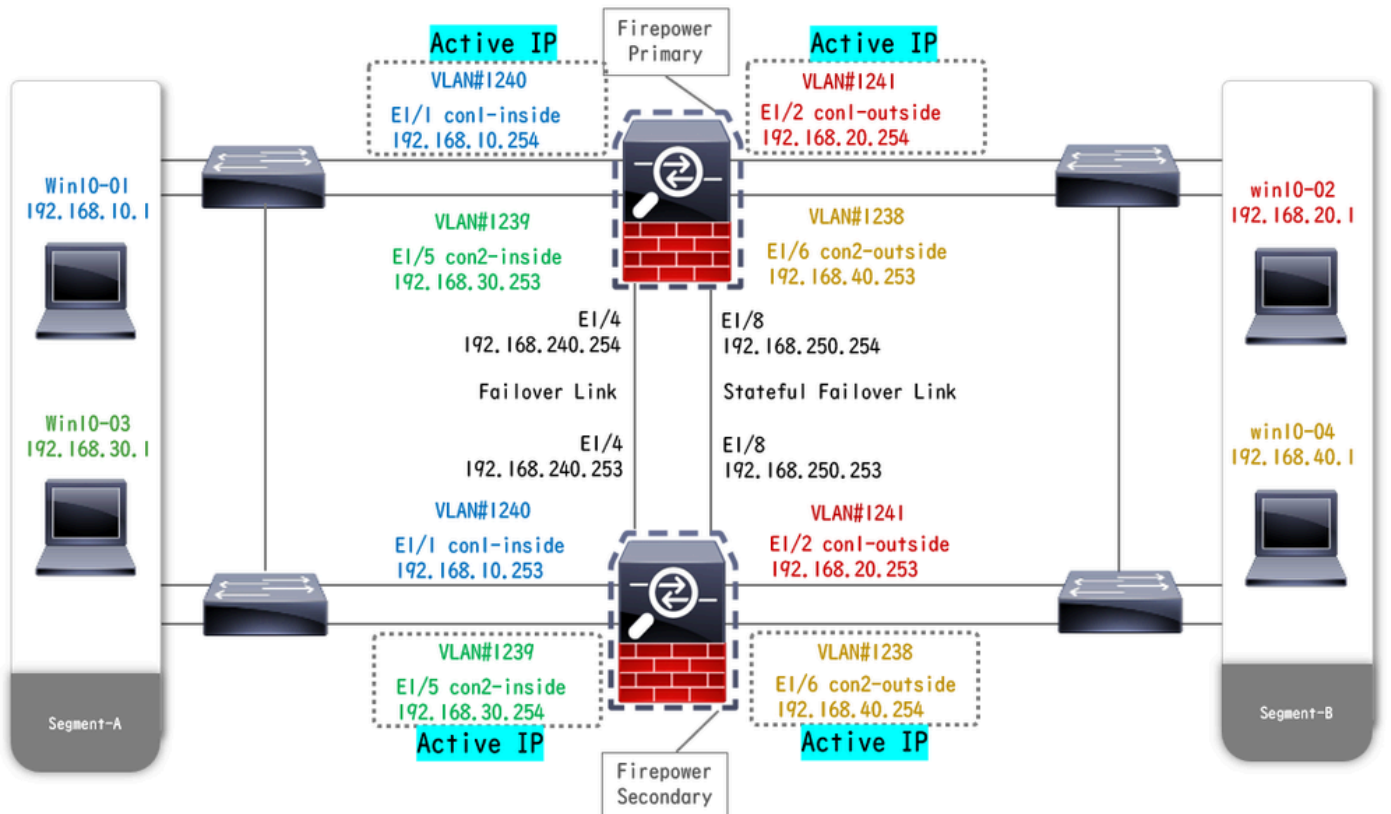 Firepower
Primary
Active IP
VLAN#1240
E1/1 con1-inside
192.168.10.254
Active IP
VLAN#1241
E1/2 con1-outside
192.168.20.254
Win10-01
192.168.10.1
win10-02
192.168.20.1
VLAN#1239
E1/5 con2-inside
192.168.30.253
VLAN#1238
E1/6 con2-outside
192.168.40.253
E1/4
192.168.240.254
E1/8
192.168.250.254
Failover Link
Stateful Failover Link
Win10-03
192.168.30.1
win10-04
192.168.40.1
E1/4
192.168.240.253
E1/8
192.168.250.253
VLAN#1240
E1/1 con1-inside
192.168.10.253
VLAN#1241
E1/2 con1-outside
192.168.20.253
VLAN#1239
E1/5 con2-inside
192.168.30.254
Active IP
VLAN#1238
E1/6 con2-outside
192.168.40.254
Active IP
Segment-A
Segment-B
Firepower
Secondary